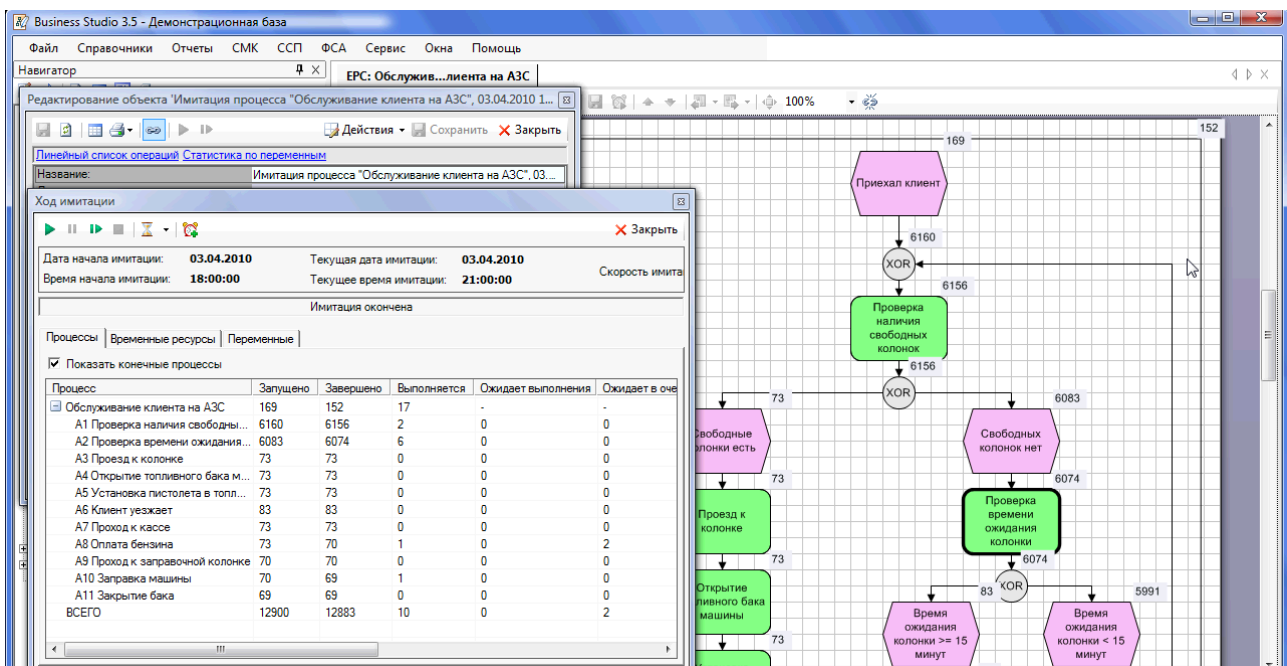 Business Studio 3.5 - Демонстрационная база
Файл Справочники Отчеты СМК ССП ФСА Сервис Окна Помощь
Навигатор
EPC: Обслужив...лиента на АЗС
Редактирование объекта 'Имитация процесса "Обслуживание клиента на АЗС", 03.04.2010 1...
100%
Действия Сохранить Закрыть
Линейный список операций Статистика по переменным
Название: Имитация процесса "Обслуживание клиента на АЗС", 03....
Ход имитации
Закрыть
Дата начала имитации: 03.04.2010 Текущая дата имитации: 03.04.2010
Скорость имита
Время начала имитации: 18:00:00 Текущее время имитации: 21:00:00
Имитация окончена
Процессы Временные ресурсы Переменные
Показать конечные процессы
Процесс Запущено Завершено Выполняется Ожидает выполнения Ожидает в оче
Обслуживание клиента на АЗС 169 152 17 - -
А1 Проверка наличия свободны... 6160 6156 2 0 0
А2 Проверка времени ожидания... 6083 6074 6 0 0
А3 Проезд к колонке 73 73 0 0 0
А4 Открытие топливного бака м... 73 73 0 0 0
А5 Установка пистолета в топл... 73 73 0 0 0
А6 Клиент уезжает 83 83 0 0 0
А7 Проход к кассе 73 73 0 0 0
А8 Оплата бензина 73 70 1 0 2
А9 Проход к заправочной колонке 70 70 0 0 0
А10 Заправка машины 70 69 1 0 0
А11 Закрытие бака 69 69 0 0 0
ВСЕГО 12900 12883 10 0 2
152
169
Приехал клиент
6160
XOR
6156
Проверка
наличия
свободных
колонок
6156
XOR
73
6083
Свободные
колонки есть
Свободных
колонок нет
73
6074
Проезд к
колонке
Проверка
времени
ожидания
колонки
73
6074
XOR
Открытие
ливного бака
машины
83
5991
Время
ожидания
колонки >= 15
минут
Время
ожидания
колонки < 15
минут
73